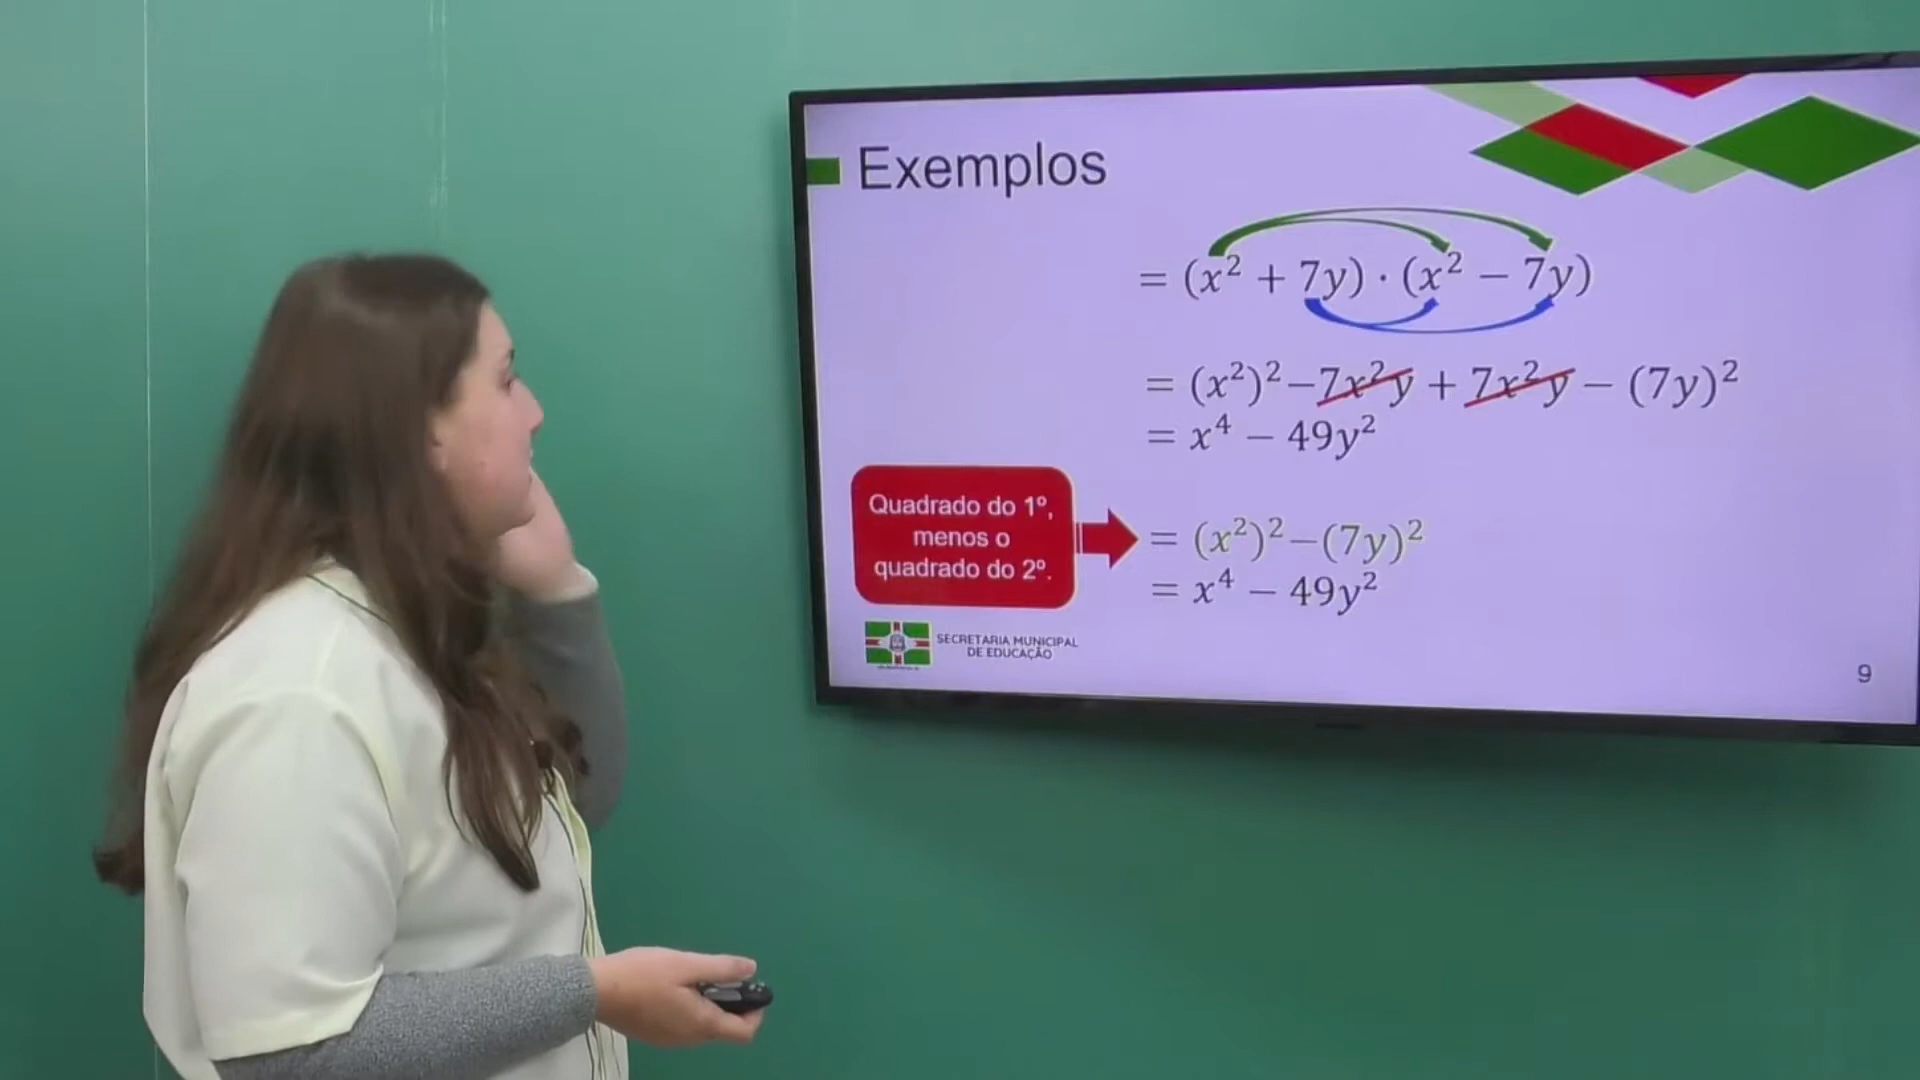 Exemplos
= (x² + 7y) · (x² − 7y)
= (x²)² − 7x²y + 7x²y − (7y)²
= x⁴ − 49y²
Quadrado do 1º,
menos o
quadrado do 2º.
= (x²)² − (7y)²
= x⁴ − 49y²
SECRETARIA MUNICIPAL
DE EDUCAÇÃO
9